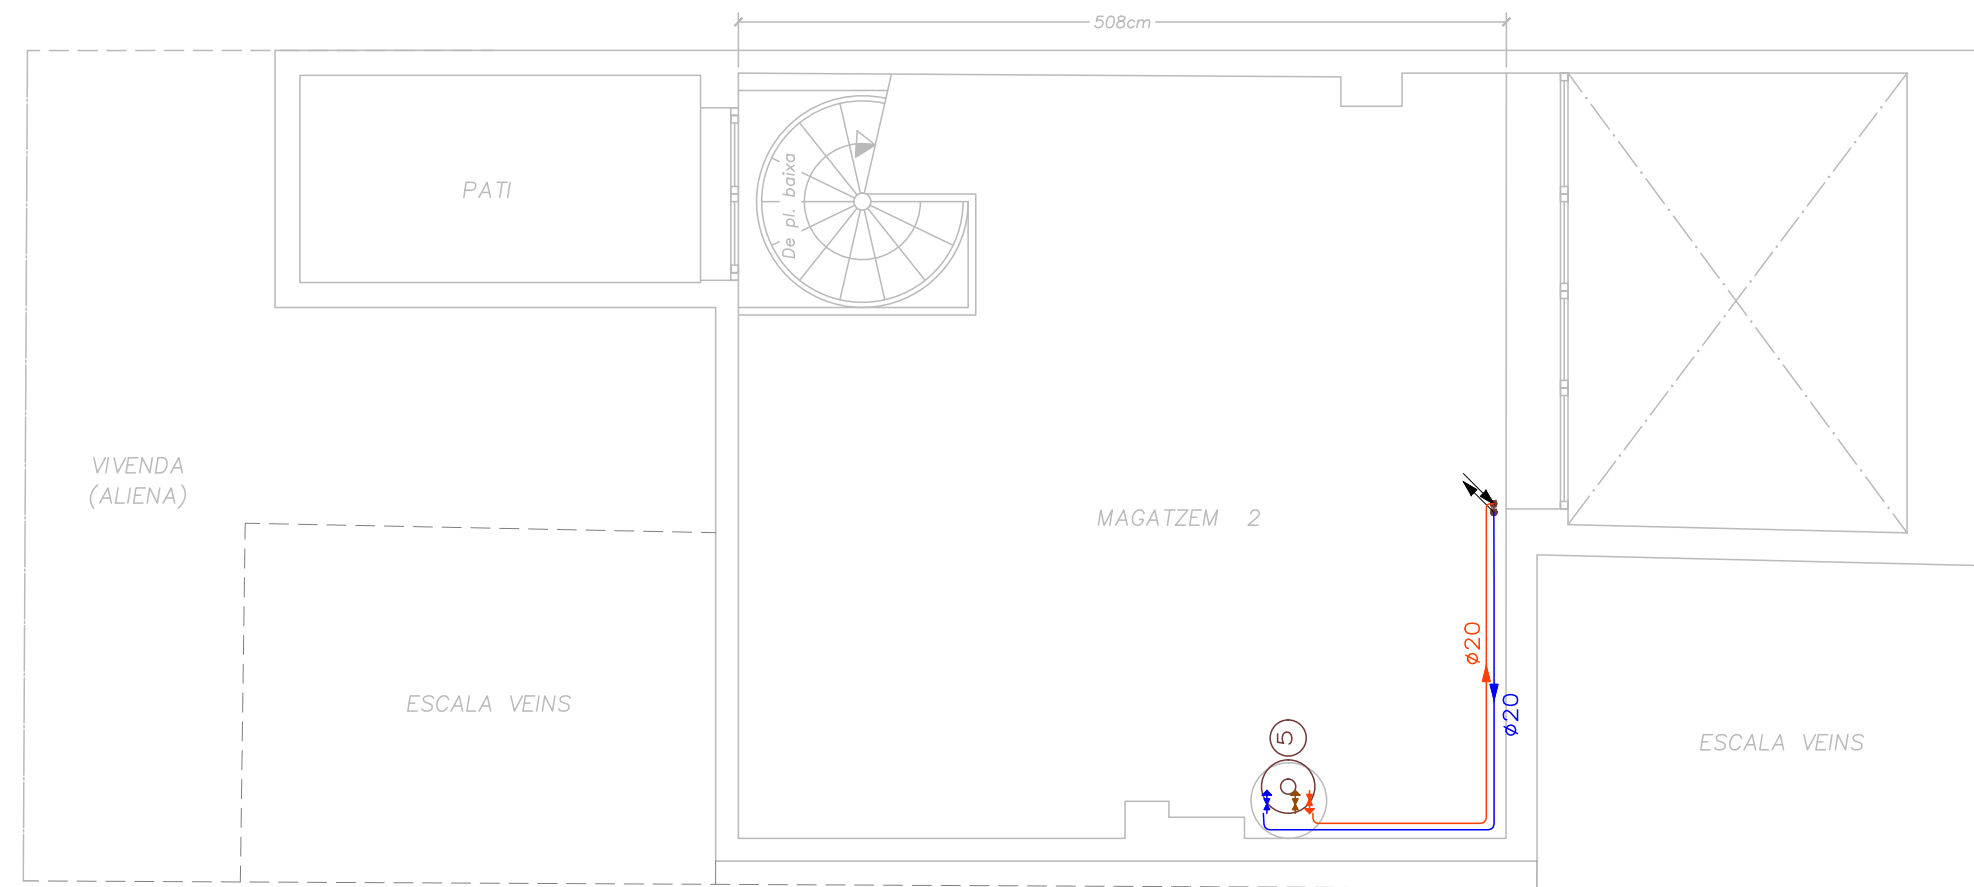 508cm
PATI
De pl. baixa
VIVENDA
(ALIENA)
MAGATZEM 2
ø20
ø20
ESCALA VEINS
5
ESCALA VEINS